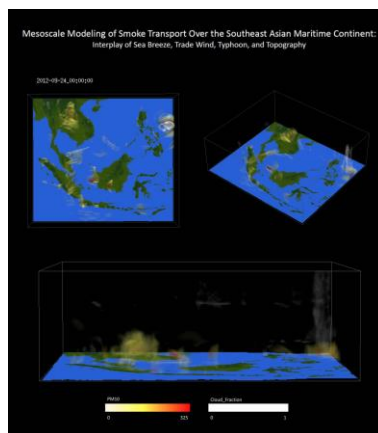 Mesoscale Modeling of Smoke Transport Over the Southeast Asian Maritime Continent:
Interplay of Sea Breeze, Trade Wind, Typhoon, and Topography
2012-09-24_00:00:00
PM10
Cloud_fraction
0 325 0 1